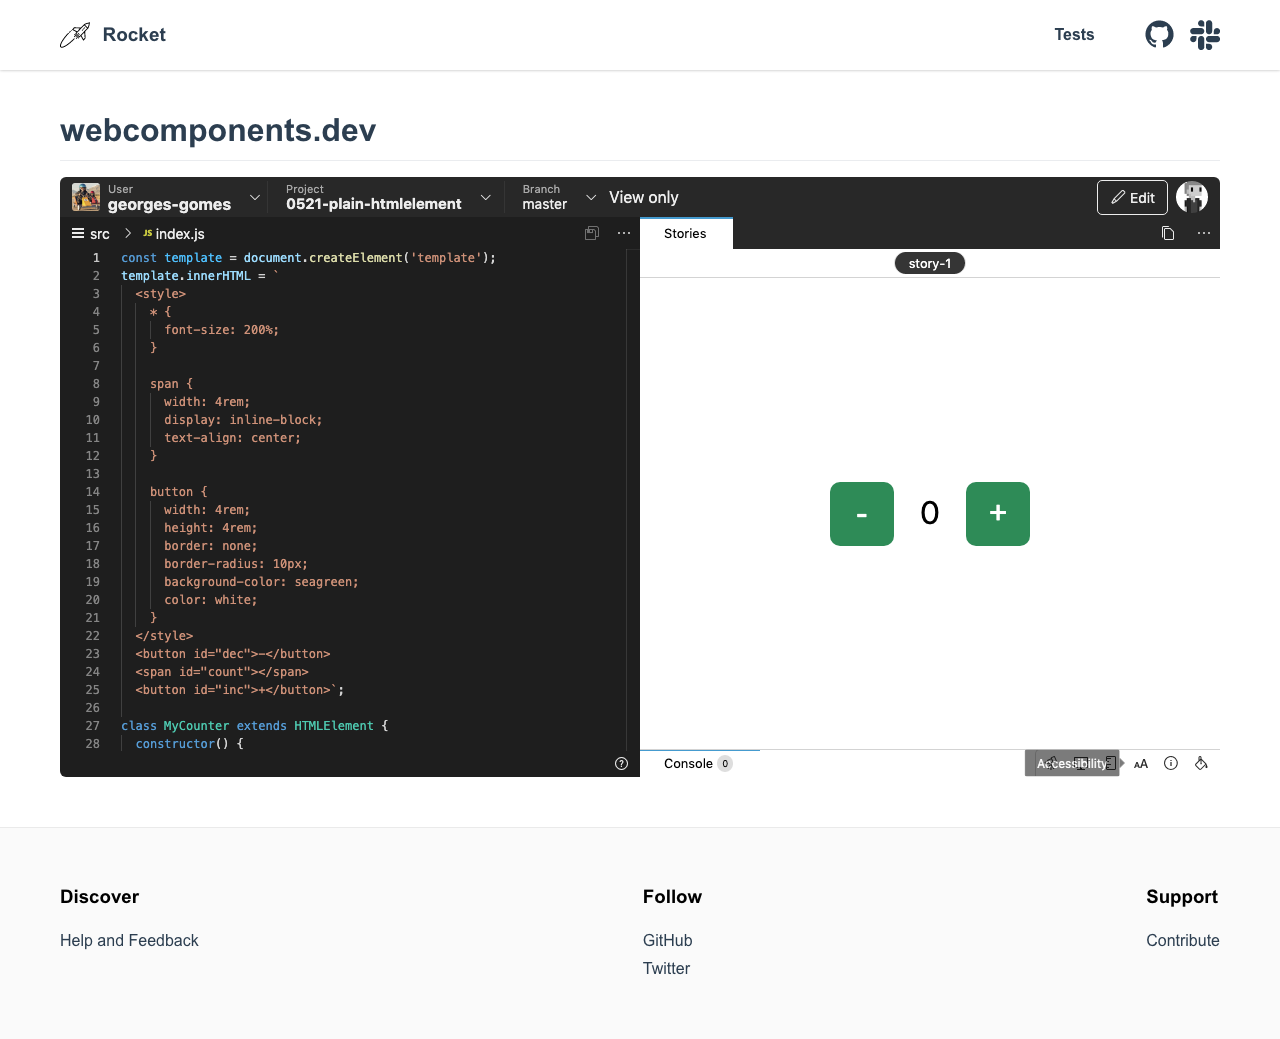 Rocket
Tests
webcomponents.dev
User
georges-gomes
Project
0521-plain-htmlelement
Branch
master
View only
Edit
src
JS index.js
Stories
story-1
1 const template = document.createElement('template');
2 template.innerHTML = `
3 <style>
4 * {
5 font-size: 200%;
6 }
7
8 span {
9 width: 4rem;
10 display: inline-block;
11 text-align: center;
12 }
13
14 button {
15 width: 4rem;
16 height: 4rem;
17 border: none;
18 border-radius: 10px;
19 background-color: seagreen;
20 color: white;
21 }
22 </style>
23 <button id="dec">-</button>
24 <span id="count"></span>
25 <button id="inc">+</button>`;
26
27 class MyCounter extends HTMLElement {
28 constructor() {
- 0 +
Console 0
Accessibility
AA
Discover
Help and Feedback
Follow
GitHub
Twitter
Support
Contribute